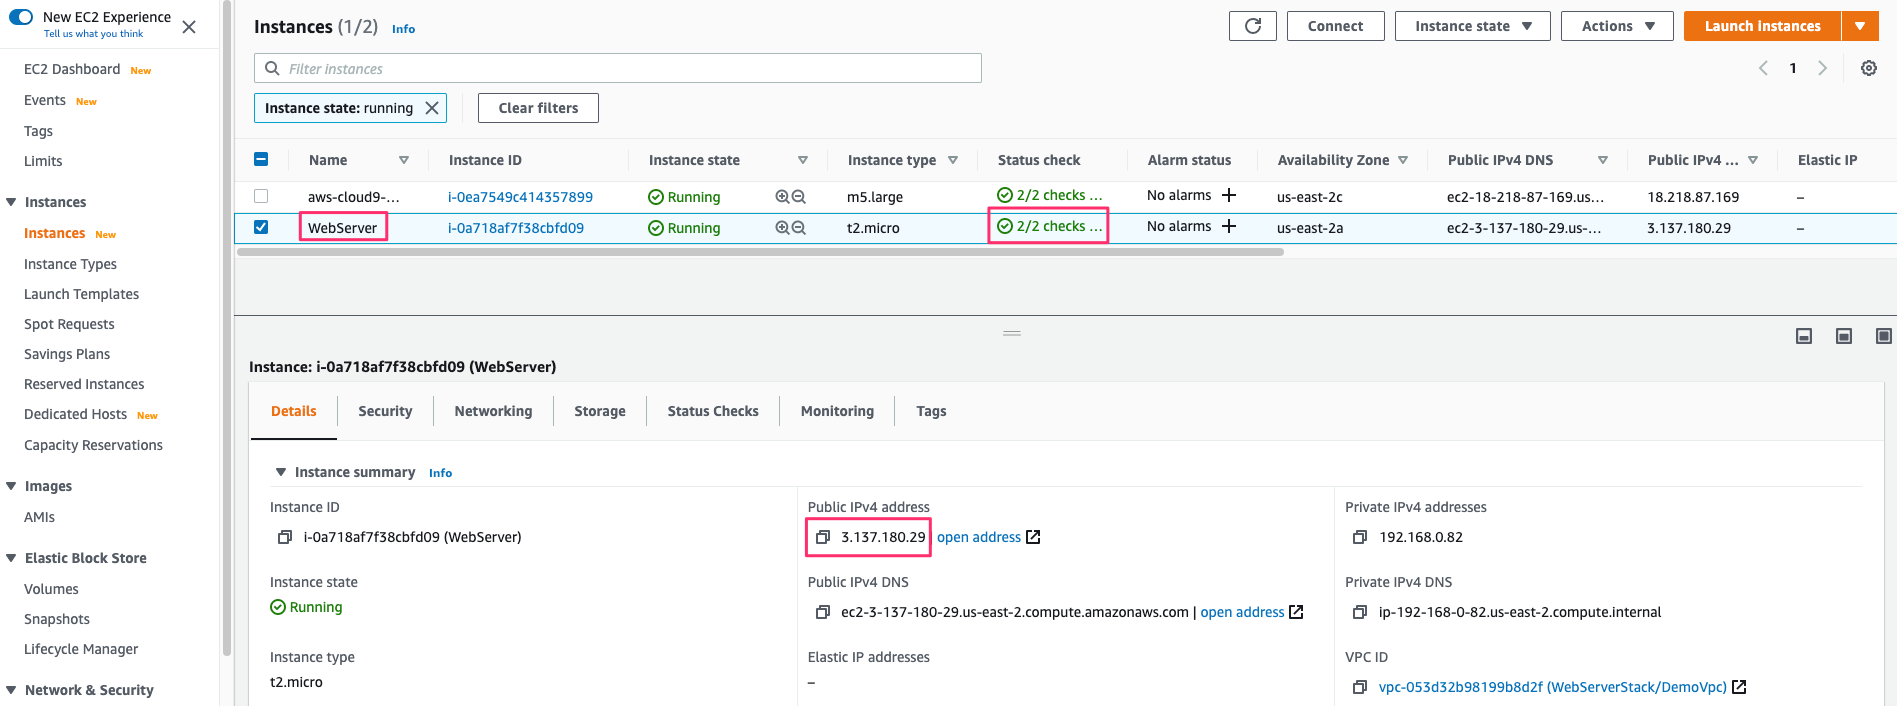 New EC2 Experience
Tell us what you think
EC2 Dashboard New
Events New
Tags
Limits
Instances
Instances New
Instance Types
Launch Templates
Spot Requests
Savings Plans
Reserved Instances
Dedicated Hosts New
Capacity Reservations
Images
AMIs
Elastic Block Store
Volumes
Snapshots
Lifecycle Manager
Network & Security
Instances (1/2) Info
Connect Instance state Actions Launch instances
Filter instances
1
Instance state: running Clear filters
Name Instance ID Instance state Instance type Status check Alarm status Availability Zone Public IPv4 DNS Public IPv4 ... Elastic IP
aws-cloud9-... i-0ea7549c414357899 Running m5.large 2/2 checks ... No alarms + us-east-2c ec2-18-218-87-169.us... 18.218.87.169 –
WebServer i-0a718af7f38cbfd09 Running t2.micro 2/2 checks ... No alarms + us-east-2a ec2-3-137-180-29.us-... 3.137.180.29 –
Instance: i-0a718af7f38cbfd09 (WebServer)
Details Security Networking Storage Status Checks Monitoring Tags
Instance summary Info
Instance ID Public IPv4 address Private IPv4 addresses
i-0a718af7f38cbfd09 (WebServer) 3.137.180.29 open address 192.168.0.82
Instance state Public IPv4 DNS Private IPv4 DNS
Running ec2-3-137-180-29.us-east-2.compute.amazonaws.com | open address ip-192-168-0-82.us-east-2.compute.internal
Instance type Elastic IP addresses VPC ID
t2.micro – vpc-053d32b98199b8d2f (WebServerStack/DemoVpc)